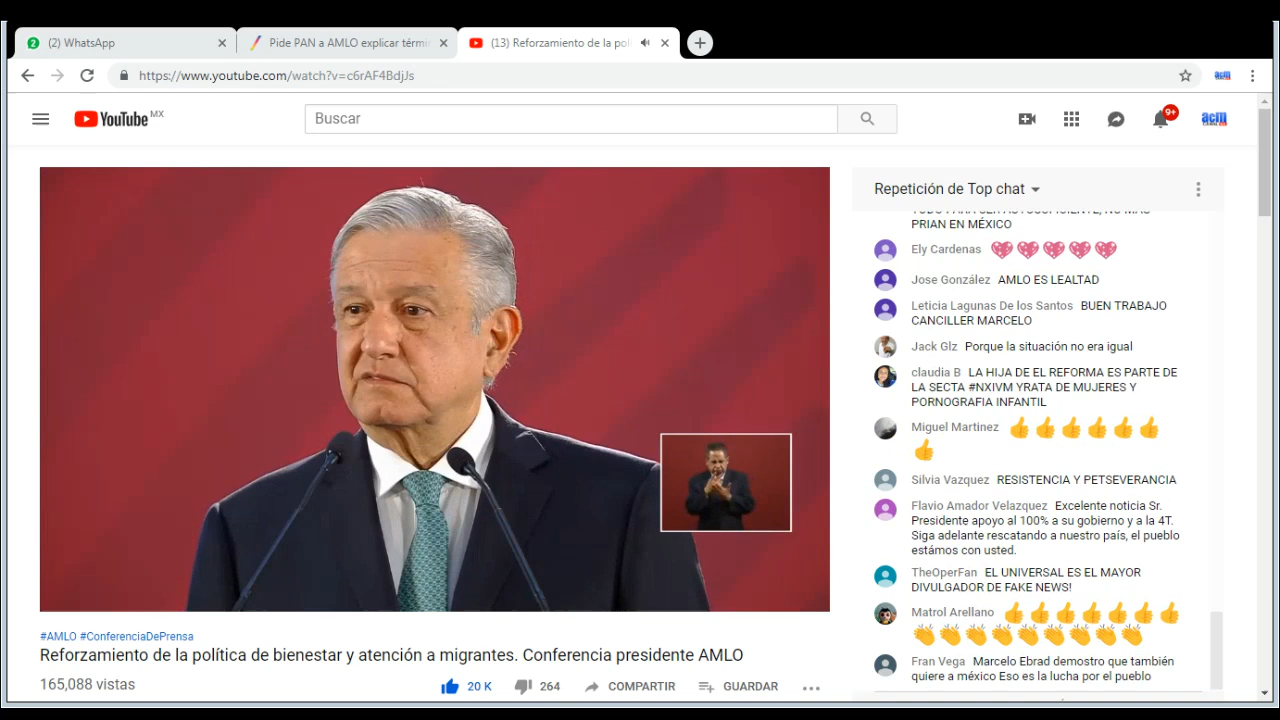 (2) WhatsApp
Pide PAN a AMLO explicar térmi
(13) Reforzamiento de la pol
https://www.youtube.com/watch?v=c6rAF4BdjJs
acm
YouTube MX
Buscar
9+
acm
Repetición de Top chat
PRIAN EN MÉXICO
Ely Cardenas
Jose González AMLO ES LEALTAD
Leticia Lagunas De los Santos BUEN TRABAJO
CANCILLER MARCELO
Jack Glz Porque la situación no era igual
claudia B LA HIJA DE EL REFORMA ES PARTE DE
LA SECTA #NXIVM YRATA DE MUJERES Y
PORNOGRAFIA INFANTIL
Miguel Martinez
Silvia Vazquez RESISTENCIA Y PETSEVERANCIA
Flavio Amador Velazquez Excelente noticia Sr.
Presidente apoyo al 100% a su gobierno y a la 4T.
Siga adelante rescatando a nuestro país, el pueblo
estámos con usted.
TheOperFan EL UNIVERSAL ES EL MAYOR
DIVULGADOR DE FAKE NEWS!
Matrol Arellano
Fran Vega Marcelo Ebrad demostro que también
quiere a méxico Eso es la lucha por el pueblo
#AMLO #ConferenciaDePrensa
Reforzamiento de la política de bienestar y atención a migrantes. Conferencia presidente AMLO
165,088 vistas
20 K
264
COMPARTIR
GUARDAR